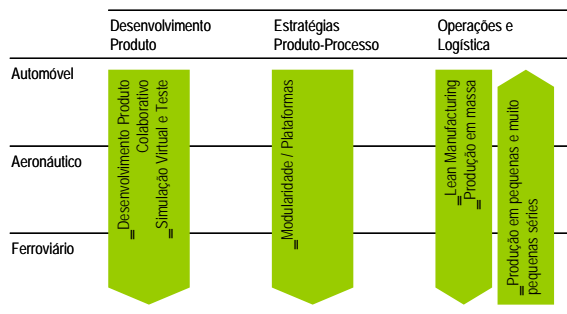 Desenvolvimento
Produto
Estratégias
Produto-Processo
Operações e
Logística
Automóvel
Aeronáutico
Ferroviário
Desenvolvimento Produto
Colaborativo
Simulação Virtual e Teste
Modularidade / Plataformas
Lean Manufacturing
Produção em massa
Produção em pequenas e muito
pequenas séries